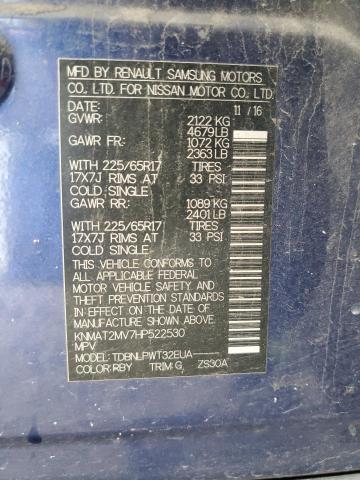 MFD BY RENAULT SAMSUNG MOTORS
CO. LTD. FOR NISSAN MOTOR CO. LTD.
DATE: 11 / 16
GVWR: 2122 KG
4679LB
GAWR FR: 1072 KG
2363LB
WITH 225/65R17 TIRES
17X7J RIMS AT 33 PSI
COLD SINGLE
GAWR RR: 1089 KG
2401LB
WITH 225/65R17 TIRES
17X7J RIMS AT 33 PSI
COLD SINGLE
THIS VEHICLE CONFORMS TO
ALL APPLICABLE FEDERAL
MOTOR VEHICLE SAFETY AND
THEFT PREVENTION
STANDARDS IN EFFECT ON THE
DATE OF MANUFACTURE
SHOWN ABOVE.
KNMAT2MV7HP522530
MPV
MODEL: TDBNLPWT32EUA------
COLOR:RBY TRIM: G ZS30A